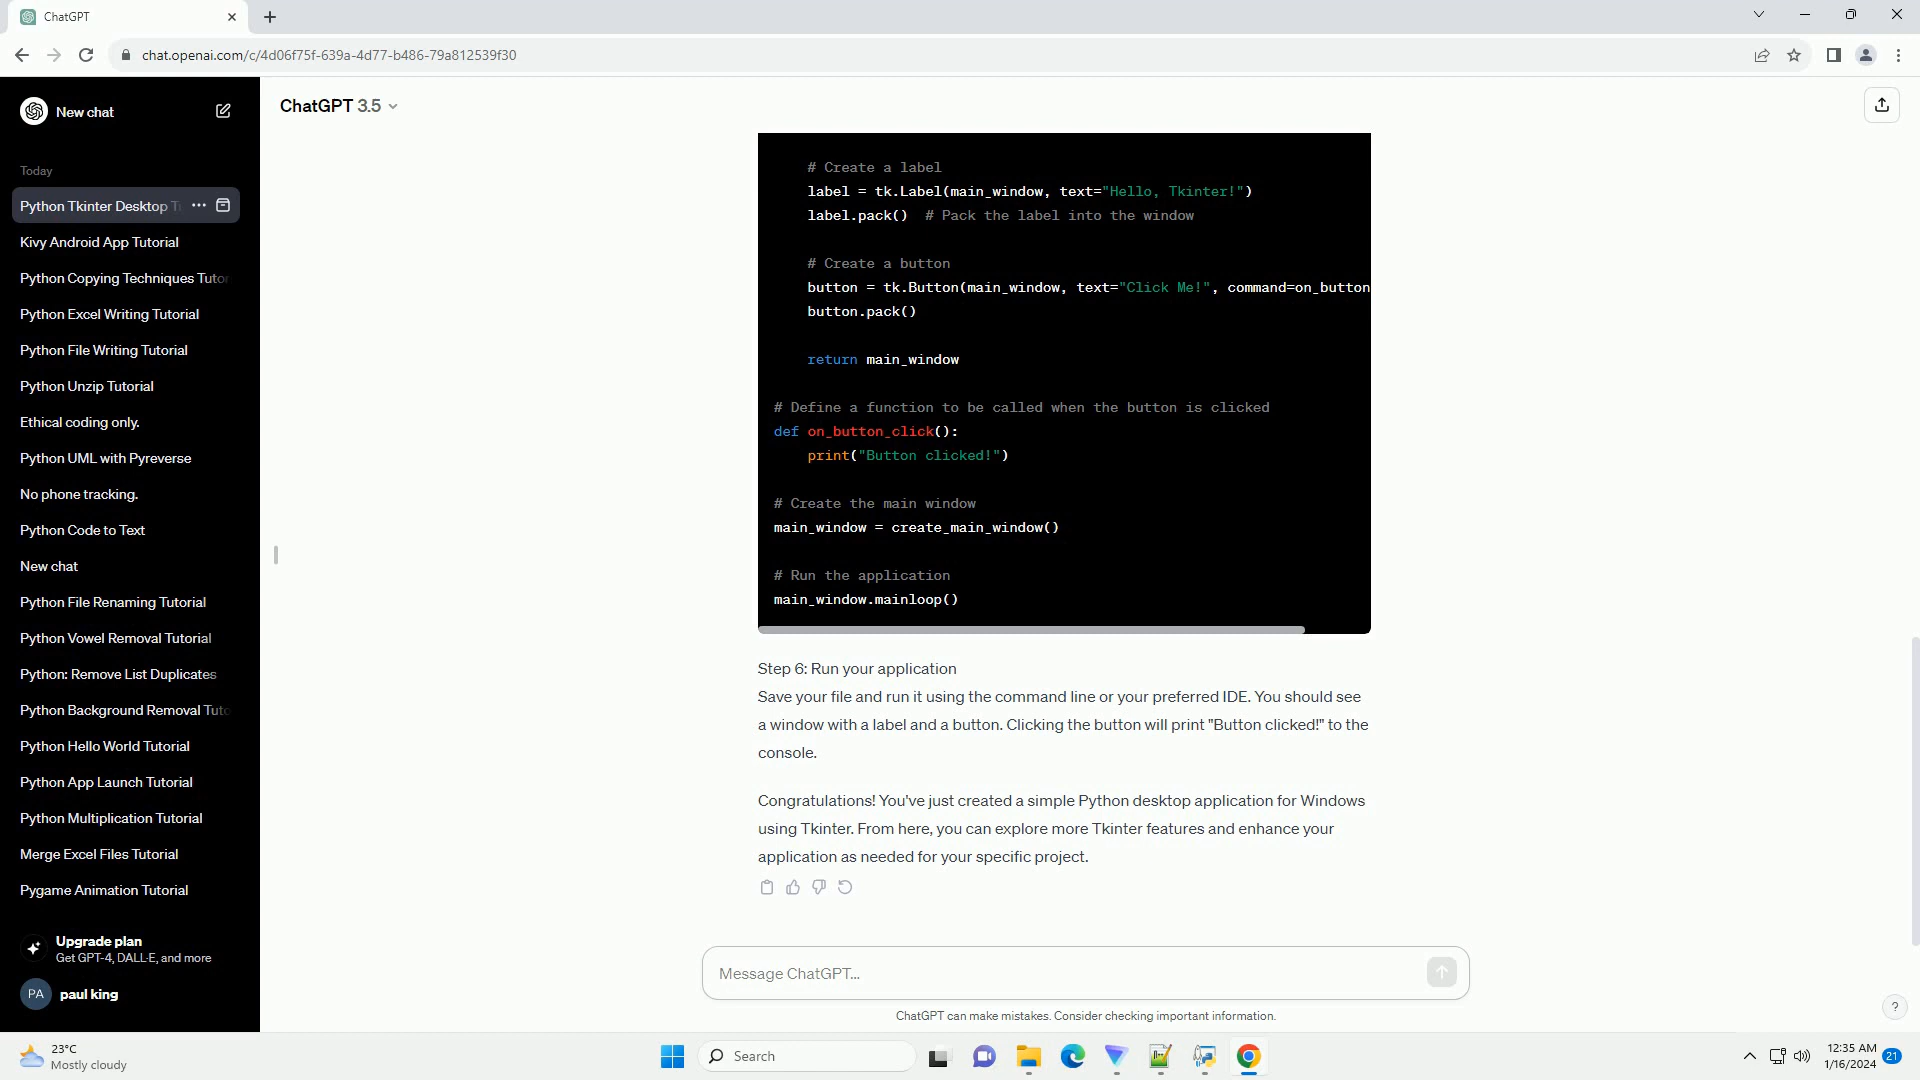 ChatGPT
chat.openai.com/c/4d06f75f-639a-4d77-b486-79a812539f30
New chat
Today
Python Tkinter Desktop T
Kivy Android App Tutorial
Python Copying Techniques Tutor
Python Excel Writing Tutorial
Python File Writing Tutorial
Python Unzip Tutorial
Ethical coding only.
Python UML with Pyreverse
No phone tracking.
Python Code to Text
New chat
Python File Renaming Tutorial
Python Vowel Removal Tutorial
Python: Remove List Duplicates
Python Background Removal Tuto
Python Hello World Tutorial
Python App Launch Tutorial
Python Multiplication Tutorial
Merge Excel Files Tutorial
Pygame Animation Tutorial
Upgrade plan
Get GPT-4, DALL·E, and more
PA paul king
ChatGPT 3.5
# Create a label
label = tk.Label(main_window, text="Hello, Tkinter!")
label.pack()  # Pack the label into the window
# Create a button
button = tk.Button(main_window, text="Click Me!", command=on_button
button.pack()
return main_window
# Define a function to be called when the button is clicked
def on_button_click():
print("Button clicked!")
# Create the main window
main_window = create_main_window()
# Run the application
main_window.mainloop()
Step 6: Run your application
Save your file and run it using the command line or your preferred IDE. You should see
a window with a label and a button. Clicking the button will print "Button clicked!" to the
console.
Congratulations! You've just created a simple Python desktop application for Windows
using Tkinter. From here, you can explore more Tkinter features and enhance your
application as needed for your specific project.
Message ChatGPT...
ChatGPT can make mistakes. Consider checking important information.
?
23°C
Mostly cloudy
Search
12:35 AM
1/16/2024
21